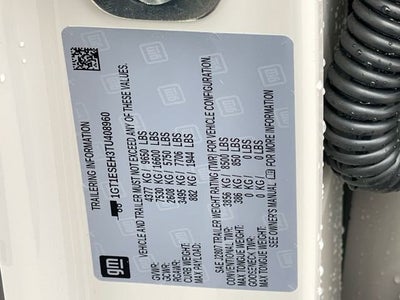 gm
TRAILERING INFORMATION
1GT1ESEH3TU408960
VEHICLE AND TRAILER MUST NOT EXCEED ANY OF THESE VALUES.
GVWR: 4377 KG / 9650 LBS
GCWR: 7530 KG / 16600 LBS
RGAWR: 2608 KG / 5750 LBS
CURB WEIGHT: 3495 KG / 7706 LBS
MAX PAYLOAD: 882 KG / 1944 LBS
SAE J2807 TRAILER WEIGHT RATING (TWR) FOR VEHICLE CONFIGURATION.
CONVENTIONAL TWR: 3856 KG / 8500 LBS
MAX TONGUE WEIGHT: 386 KG / 850 LBS
GOOSENECK TWR: 0 KG / 0 LBS
MAX TONGUE WEIGHT: 0 KG / 0 LBS
SEE OWNER'S MANUAL FOR MORE INFORMATION.